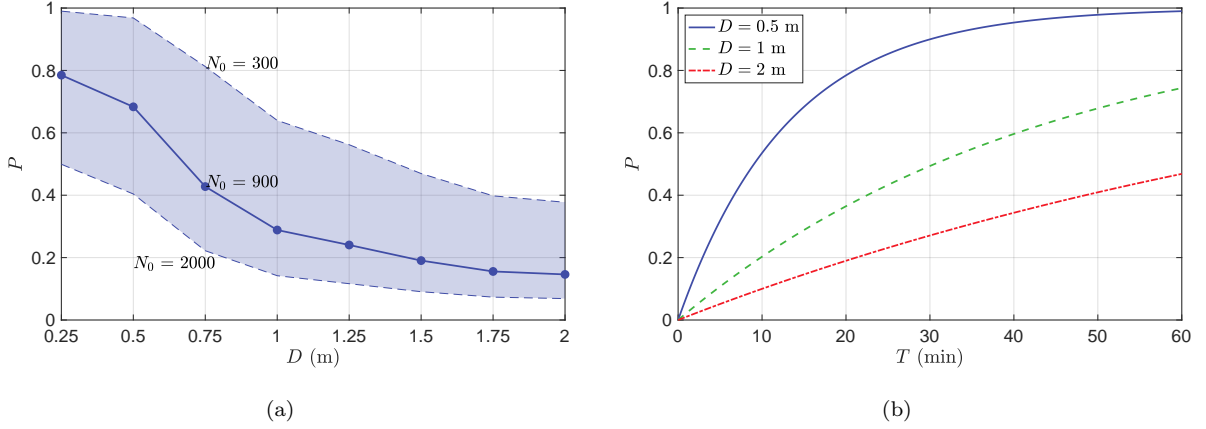 1
0.8
0.6
0.4
0.2
0
P
N₀ = 300
N₀ = 900
N₀ = 2000
0.25 0.5 0.75 1 1.25 1.5 1.75 2
D (m)
(a)
1
0.8
0.6
0.4
0.2
0
P
D = 0.5 m
D = 1 m
D = 2 m
0 10 20 30 40 50 60
T (min)
(b)